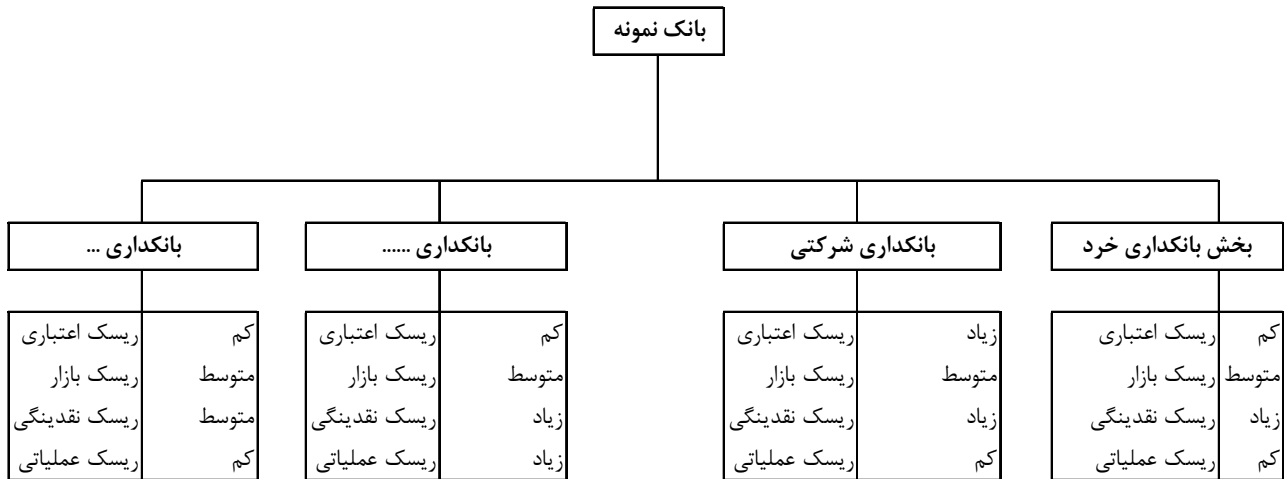 بانک نمونه
بخش بانکداری خرد
کم ریسک اعتباری
متوسط ریسک بازار
زیاد ریسک نقدینگی
کم ریسک عملیاتی
بانکداری شرکتی
زیاد ریسک اعتباری
متوسط ریسک بازار
زیاد ریسک نقدینگی
کم ریسک عملیاتی
بانکداری ......
کم ریسک اعتباری
متوسط ریسک بازار
زیاد ریسک نقدینگی
زیاد ریسک عملیاتی
بانکداری ...
کم ریسک اعتباری
متوسط ریسک بازار
متوسط ریسک نقدینگی
کم ریسک عملیاتی